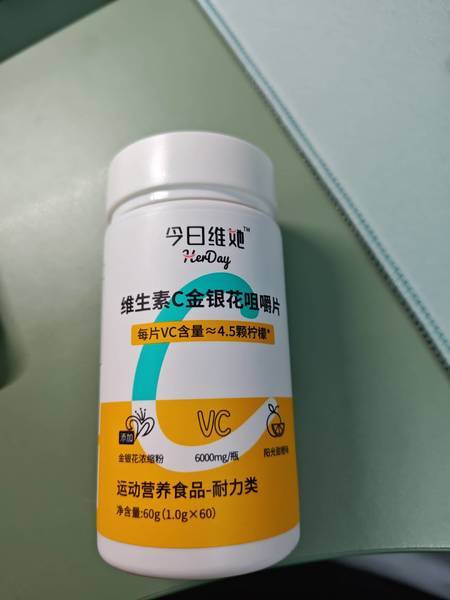 今日维她™
HerDay
维生素C金银花咀嚼片
每片VC含量≈4.5颗柠檬*
添加
金银花浓缩粉
VC
6000mg/瓶
阳光甜橙味
运动营养食品-耐力类
净含量:60g(1.0g×60)